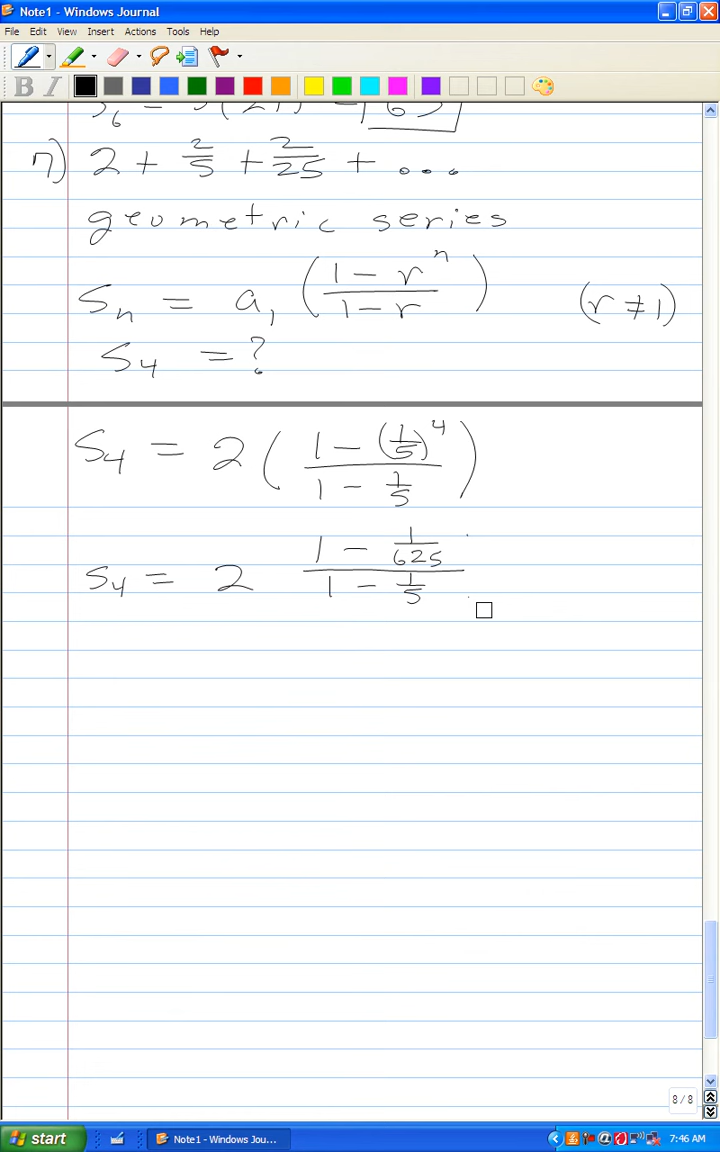 Note1 - Windows Journal
File Edit View Insert Actions Tools Help
B I
S₆ =
7) 2 + 2/5 + 2/25 + ...
geometric series
Sₙ = a₁ ((1 - rⁿ)/(1 - r)) (r ≠ 1)
S₄ = ?
S₄ = 2 ((1 - (1/5)⁴)/(1 - 1/5))
S₄ = 2 (1 - 1/625)/(1 - 1/5)
8 / 8
start Note1 - Windows Jou... 7:46 AM